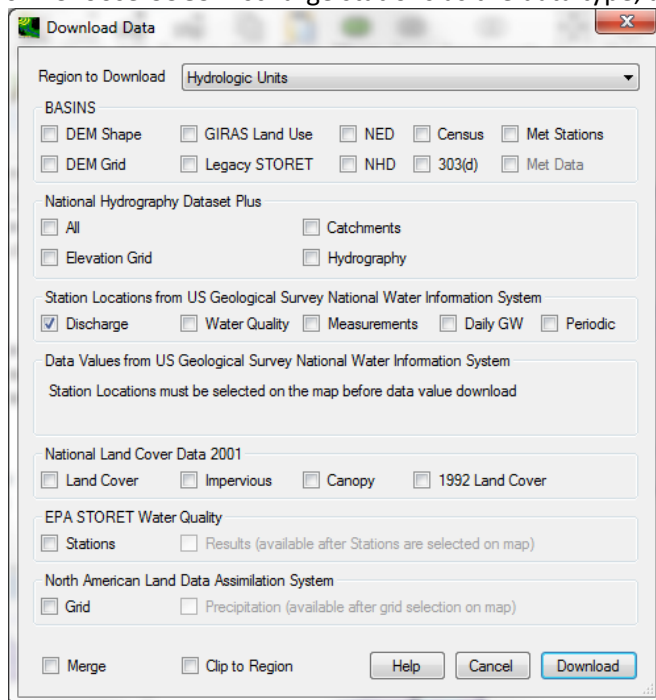 Download Data
Region to Download Hydrologic Units
BASINS
DEM Shape GIRAS Land Use NED Census Met Stations
DEM Grid Legacy STORET NHD 303(d) Met Data
National Hydrography Dataset Plus
All Catchments
Elevation Grid Hydrography
Station Locations from US Geological Survey National Water Information System
Discharge Water Quality Measurements Daily GW Periodic
Data Values from US Geological Survey National Water Information System
Station Locations must be selected on the map before data value download
National Land Cover Data 2001
Land Cover Impervious Canopy 1992 Land Cover
EPA STORET Water Quality
Stations Results (available after Stations are selected on map)
North American Land Data Assimilation System
Grid Precipitation (available after grid selection on map)
Merge Clip to Region Help Cancel Download